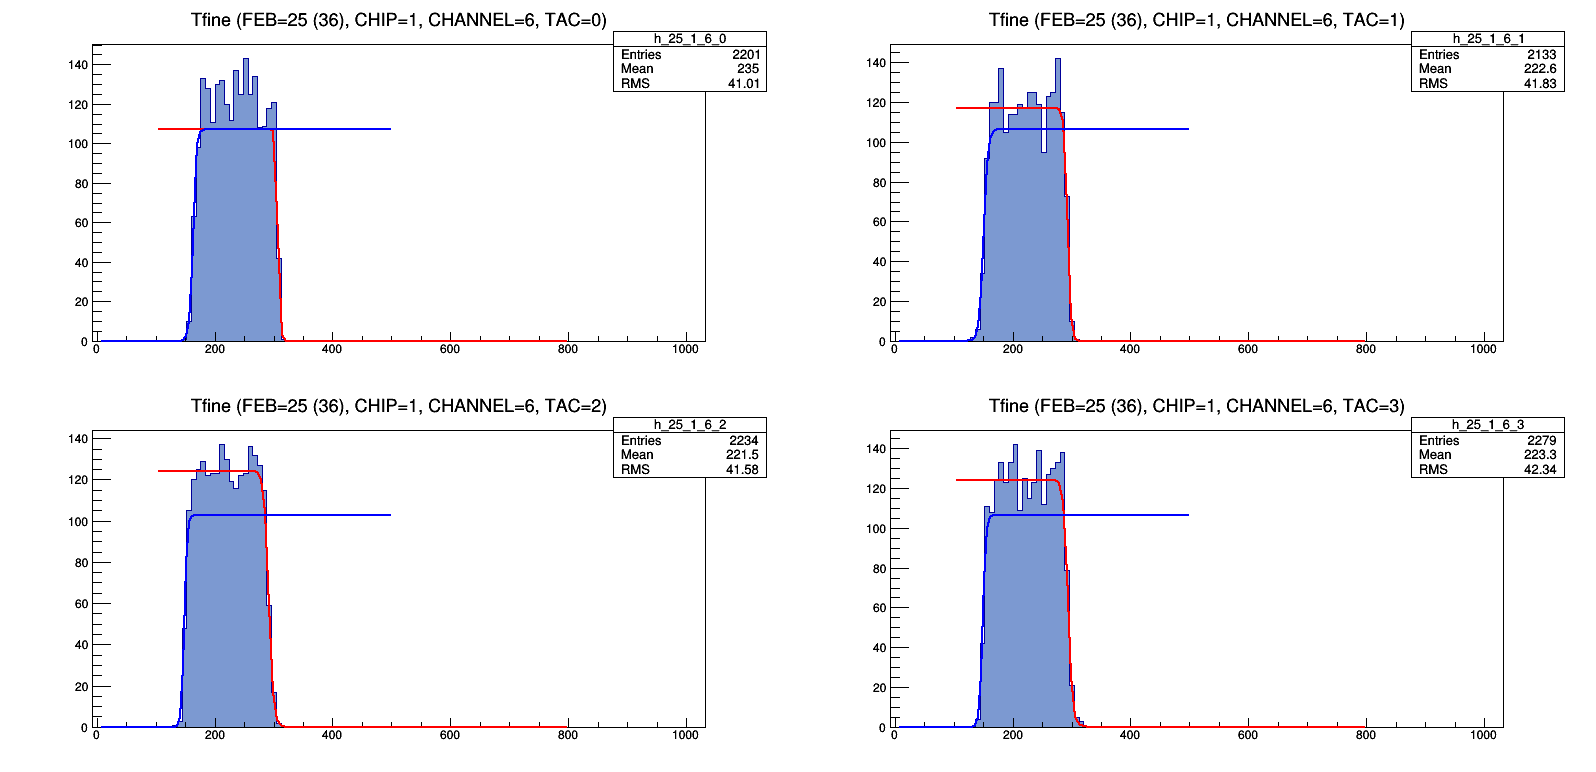 Tfine (FEB=25 (36), CHIP=1, CHANNEL=6, TAC=0)
h_25_1_6_0
Entries 2201
Mean 235
RMS 41.01
140
120
100
80
60
40
20
0
0 200 400 600 800 1000
Tfine (FEB=25 (36), CHIP=1, CHANNEL=6, TAC=1)
h_25_1_6_1
Entries 2133
Mean 222.6
RMS 41.83
140
120
100
80
60
40
20
0
0 200 400 600 800 1000
Tfine (FEB=25 (36), CHIP=1, CHANNEL=6, TAC=2)
h_25_1_6_2
Entries 2234
Mean 221.5
RMS 41.58
140
120
100
80
60
40
20
0
0 200 400 600 800 1000
Tfine (FEB=25 (36), CHIP=1, CHANNEL=6, TAC=3)
h_25_1_6_3
Entries 2279
Mean 223.3
RMS 42.34
140
120
100
80
60
40
20
0
0 200 400 600 800 1000